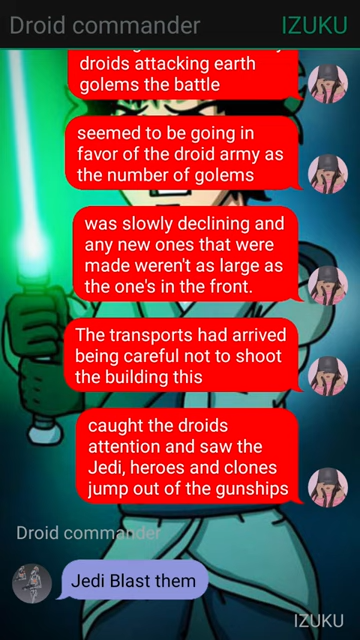 Droid commander IZUKU
droids attacking earth
golems the battle
seemed to be going in
favor of the droid army as
the number of golems
was slowly declining and
any new ones that were
made weren't as large as
the one's in the front.
The transports had arrived
being careful not to shoot
the building this
caught the droids
attention and saw the
Jedi, heroes and clones
jump out of the gunships
Droid commander
Jedi Blast them
IZUKU